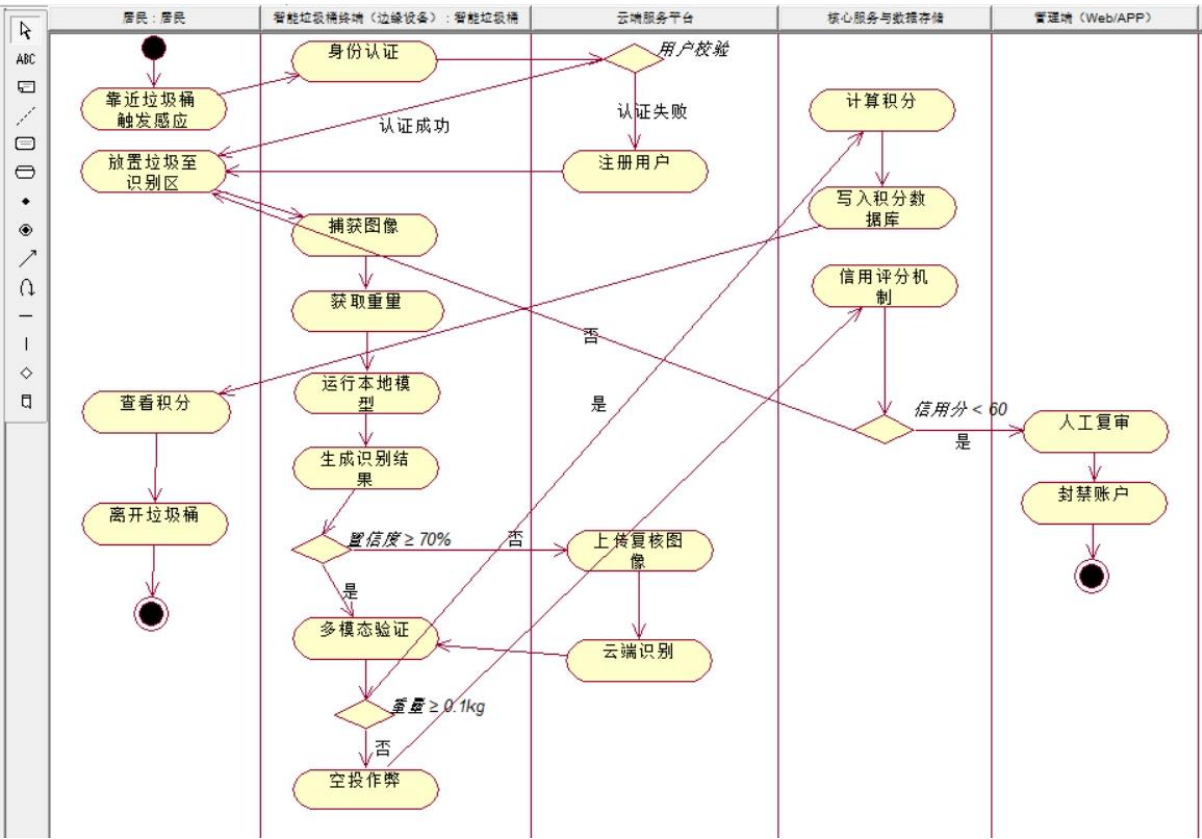 居民：居民
智能垃圾桶终端（边缘设备）：智能垃圾桶
云端服务平台
核心服务与数据存储
管理端（Web/APP）
ABC
身份认证
用户校验
靠近垃圾桶
触发感应
认证成功
认证失败
计算积分
放置垃圾至
识别区
注册用户
写入积分数
据库
捕获图像
信用评分机
制
获取重量
否
运行本地模
型
查看积分
是
信用分 < 60
是
人工复审
生成识别结
果
封禁账户
离开垃圾桶
置信度 ≥ 70%
否
上传复核图
像
是
多模态验证
云端识别
重量 ≥ 0.1kg
否
空投作弊